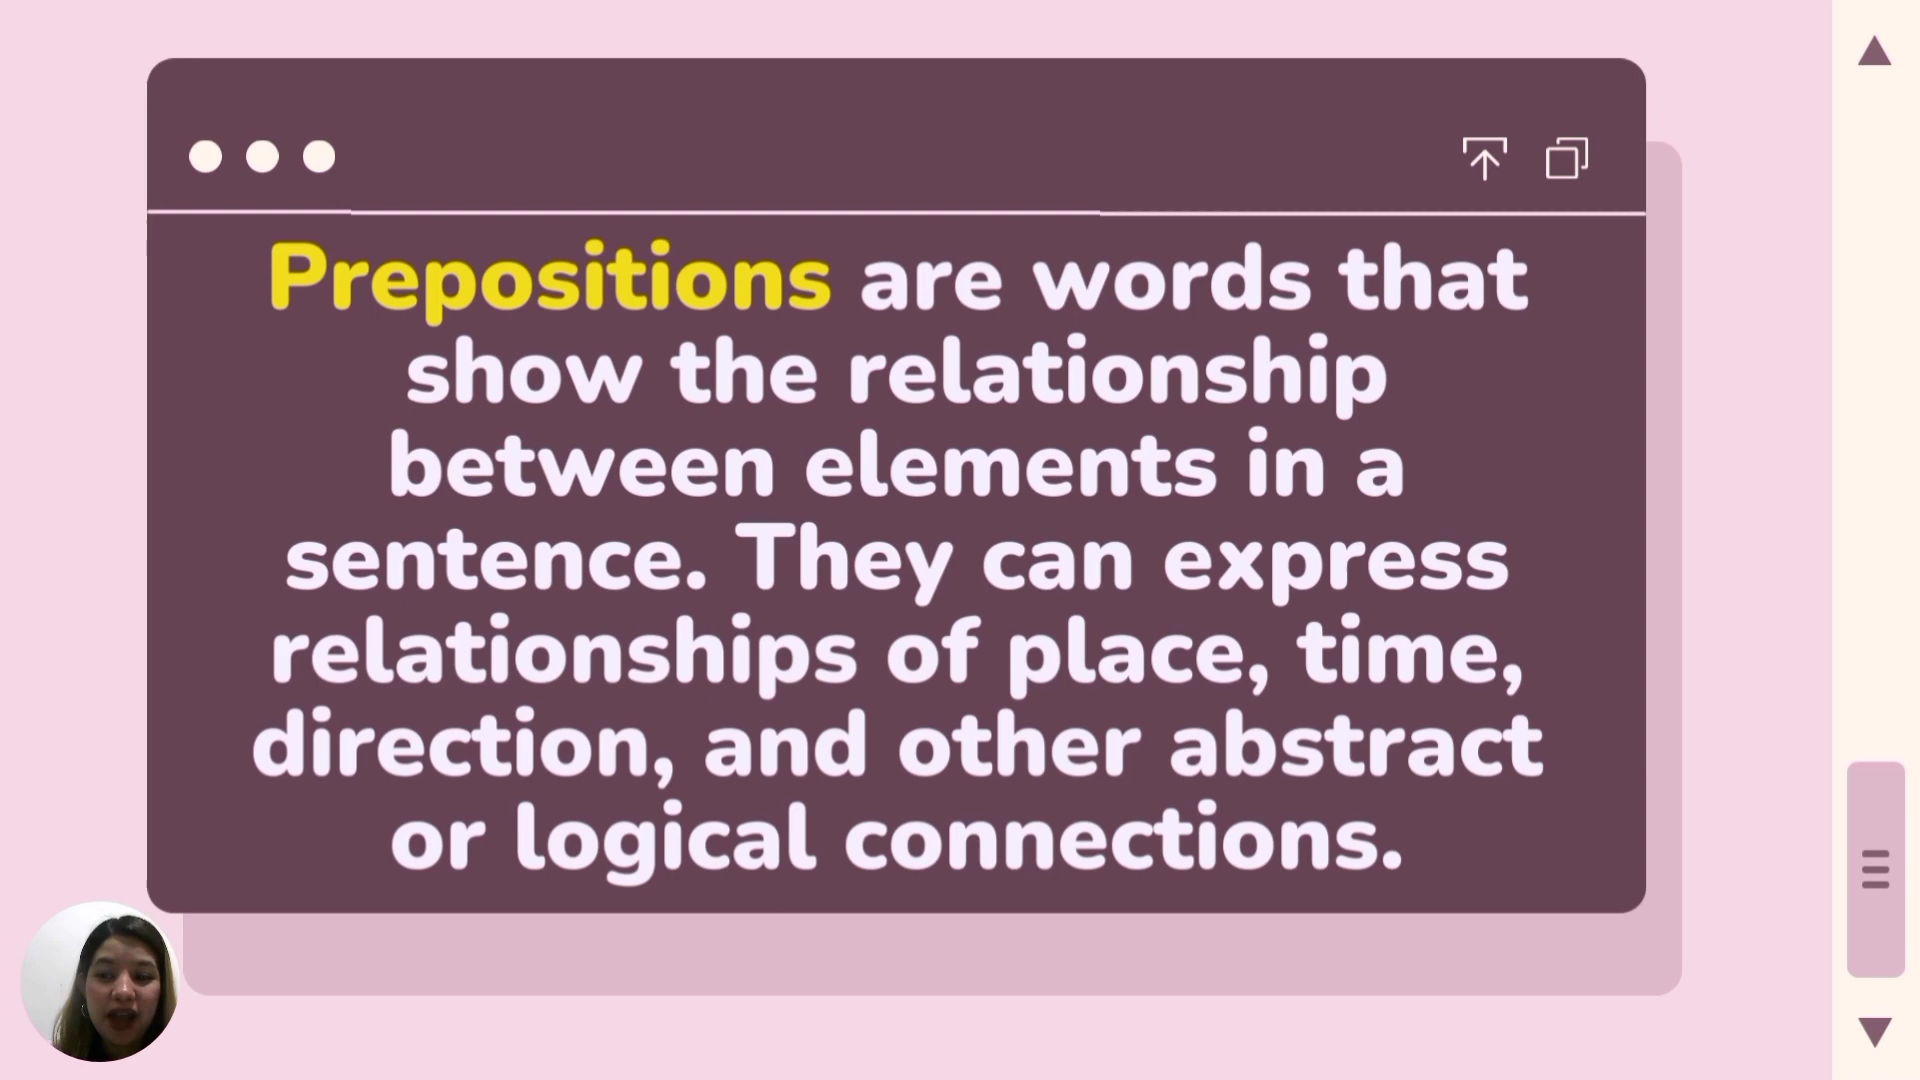 Prepositions are words that
show the relationship
between elements in a
sentence. They can express
relationships of place, time,
direction, and other abstract
or logical connections.